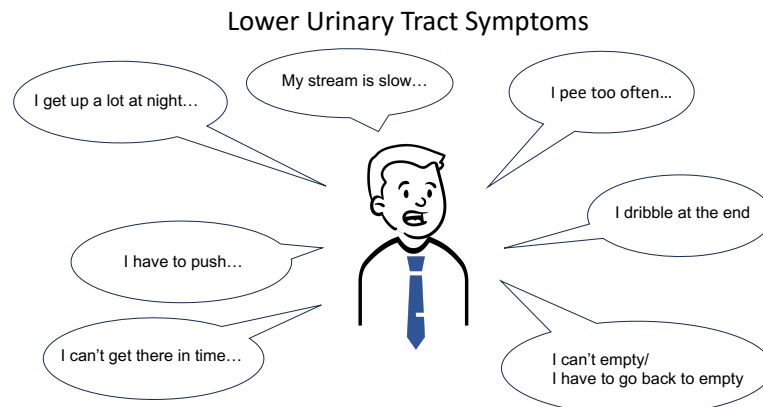 Lower Urinary Tract Symptoms
My stream is slow…
I get up a lot at night…
I pee too often…
I dribble at the end
I have to push…
I can’t get there in time…
I can’t empty/
I have to go back to empty